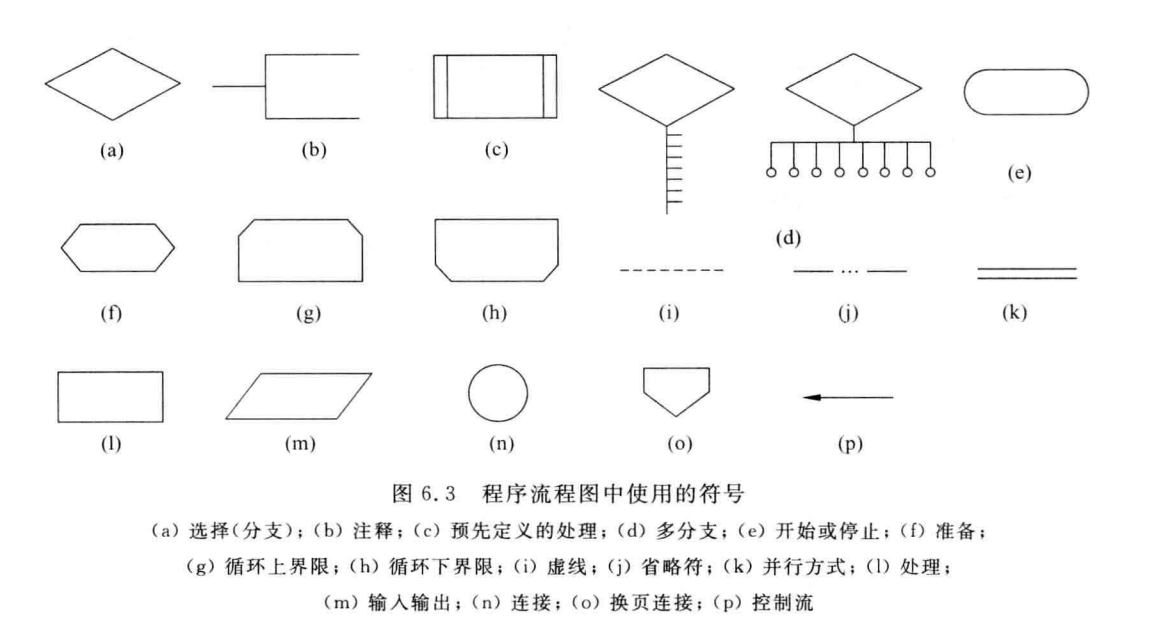 (a) (b) (c) (e)
(d)
(f) (g) (h) (i) (j) (k)
(l) (m) (n) (o) (p)
图 6.3 程序流程图中使用的符号
(a) 选择(分支); (b) 注释; (c) 预先定义的处理; (d) 多分支; (e) 开始或停止; (f) 准备;
(g) 循环上界限; (h) 循环下界限; (i) 虚线; (j) 省略符; (k) 并行方式; (l) 处理;
(m) 输入输出; (n) 连接; (o) 换页连接; (p) 控制流